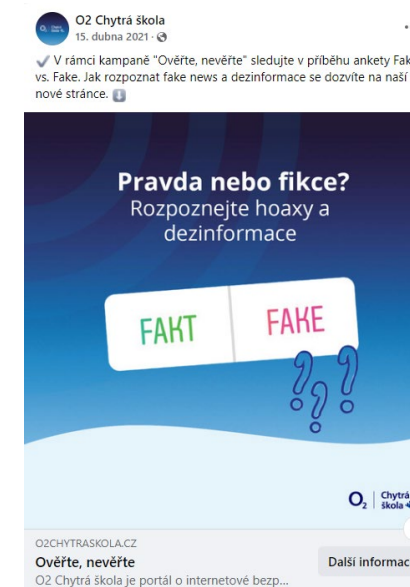 O2 Chytrá škola
15. dubna 2021 ·
V rámci kampaně "Ověřte, nevěřte" sledujte v příběhu ankety
vs. Fake. Jak rozpoznat fake news a dezinformace se dozvíte na naší
nové stránce.
Pravda nebo fikce?
Rozpoznejte hoaxy a
dezinformace
FAKT FAKE
???
O2 Chytrá
škola
O2CHYTRASKOLA.CZ
Ověřte, nevěřte
Další
O2 Chytrá škola je portál o internetové bezp...